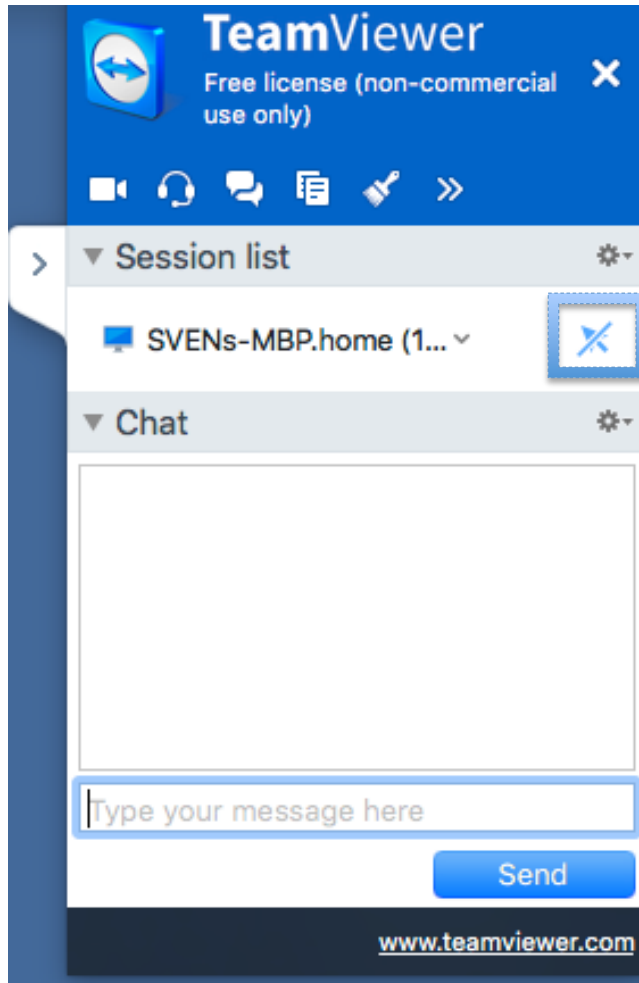 TeamViewer
Free license (non-commercial
use only)
Session list
SVENs-MBP.home (1...
Chat
Type your message here
Send
www.teamviewer.com